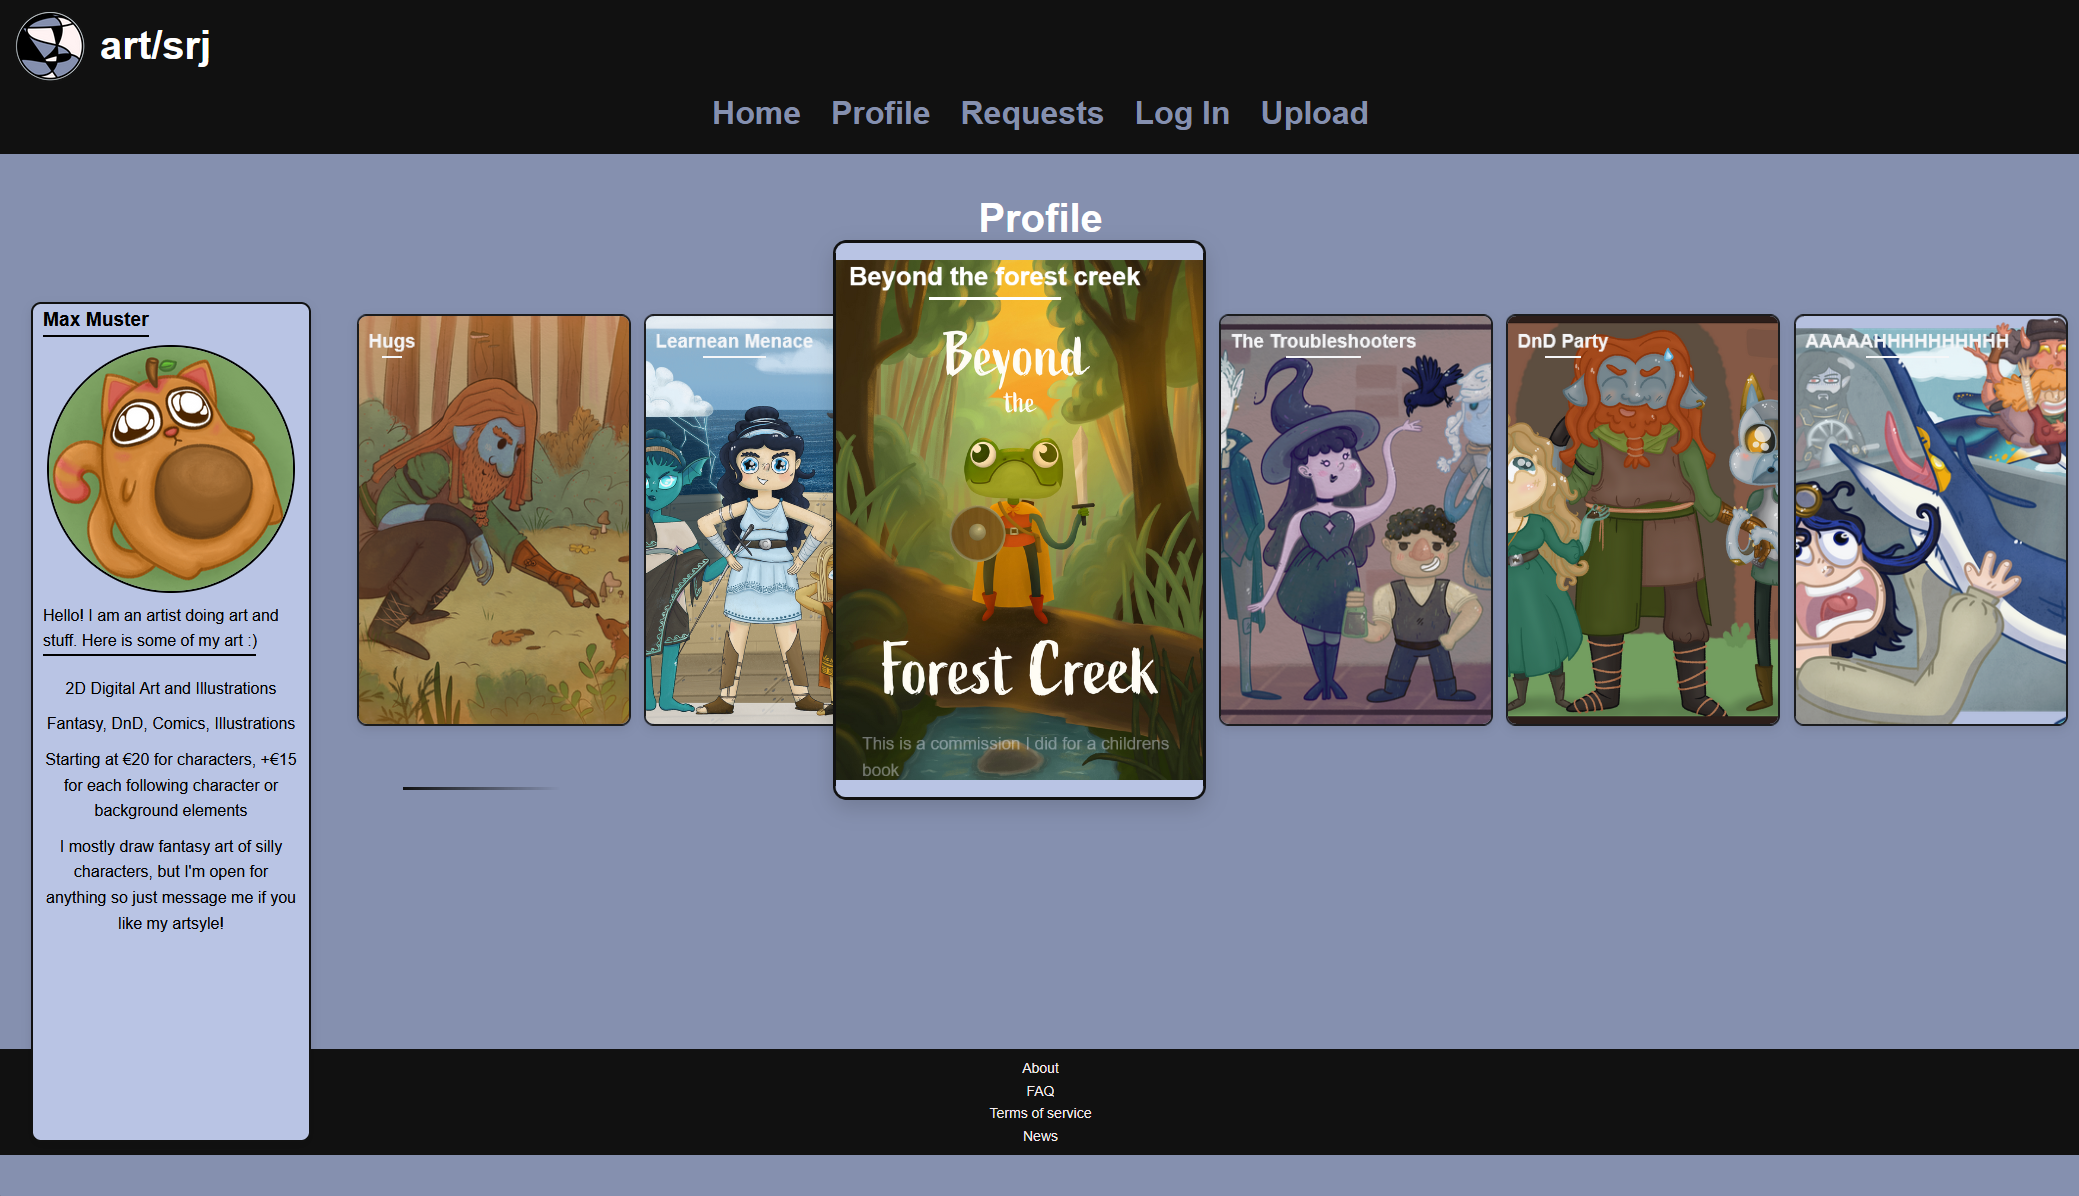 art/srj
Home Profile Requests Log In Upload
Profile
Max Muster
Hello! I am an artist doing art and
stuff. Here is some of my art :)
2D Digital Art and Illustrations
Fantasy, DnD, Comics, Illustrations
Starting at €20 for characters, +€15
for each following character or
background elements
I mostly draw fantasy art of silly
characters, but I'm open for
anything so just message me if you
like my artsyle!
Hugs
Learnean Menace
Beyond the forest creek
Beyond
the
Forest Creek
This is a commission I did for a childrens
book
The Troubleshooters
DnD Party
AAAAAHHHHHHHHHH
About
FAQ
Terms of service
News